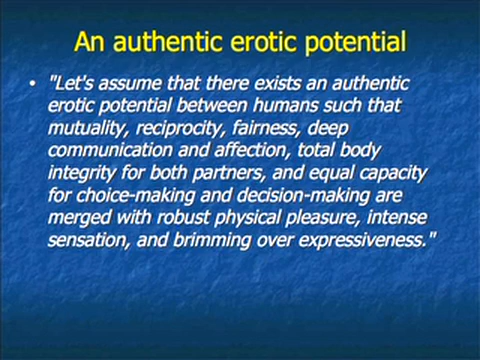 An authentic erotic potential
• "Let's assume that there exists an authentic
erotic potential between humans such that
mutuality, reciprocity, fairness, deep
communication and affection, total body
integrity for both partners, and equal capacity
for choice-making and decision-making are
merged with robust physical pleasure, intense
sensation, and brimming over expressiveness."